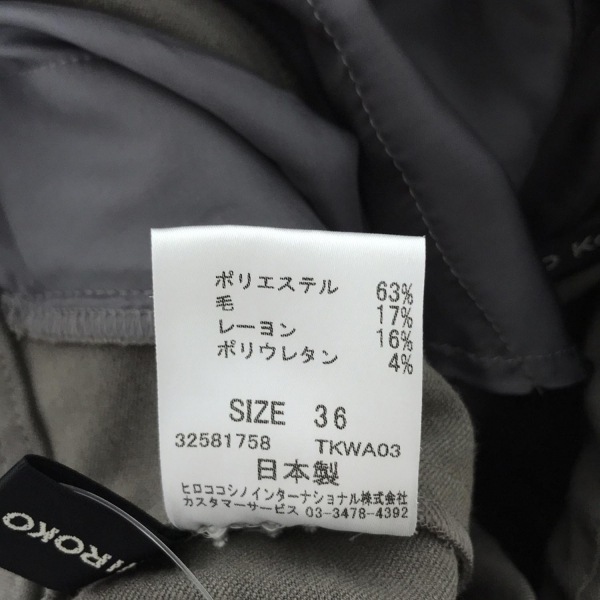 ポリエステル 63%
毛 17%
レーヨン 16%
ポリウレタン 4%
SIZE 36
32581758 TKWA03
日本製
ヒロココシノインターナショナル株式会社
カスタマーサービス 03-3478-4392
HIROKO